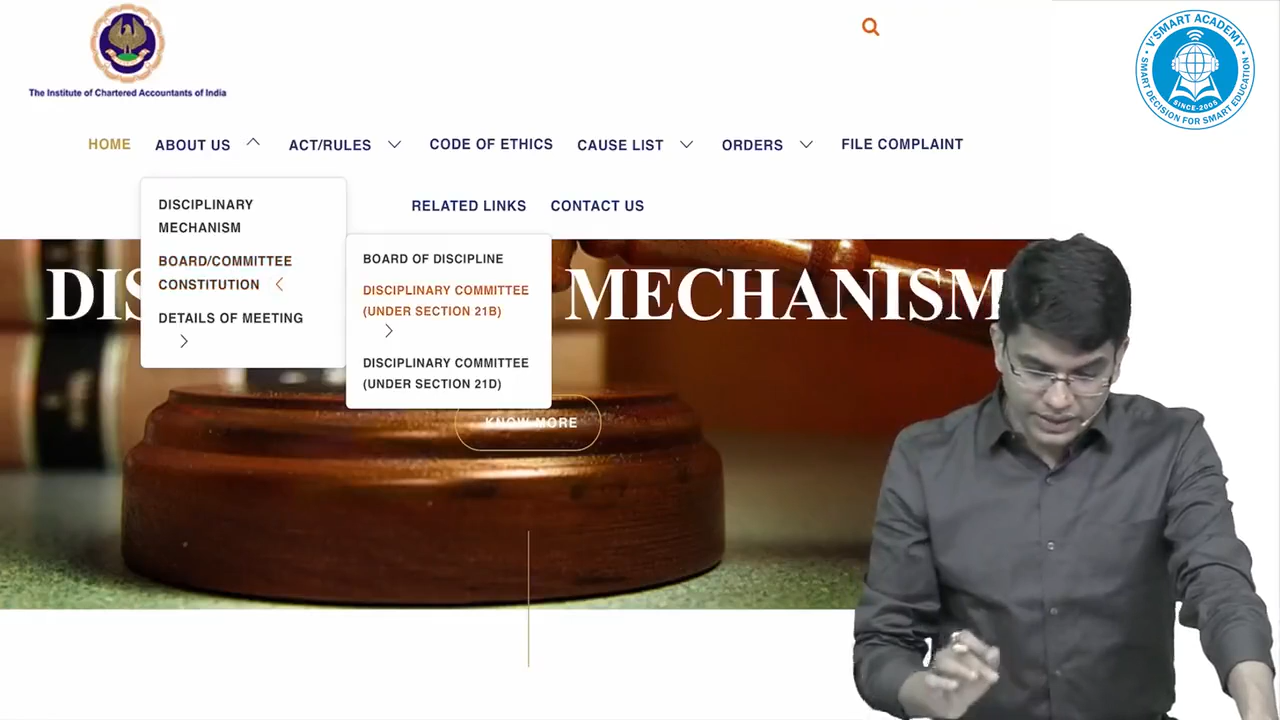 The Institute of Chartered Accountants of India
V'SMART ACADEMY
SMART DECISION FOR SMART EDUCATION
SINCE-2005
HOME ABOUT US ACT/RULES CODE OF ETHICS CAUSE LIST ORDERS FILE COMPLAINT
RELATED LINKS CONTACT US
DISCIPLINARY
MECHANISM
BOARD/COMMITTEE
CONSTITUTION
DETAILS OF MEETING
BOARD OF DISCIPLINE
DISCIPLINARY COMMITTEE
(UNDER SECTION 21B)
DISCIPLINARY COMMITTEE
(UNDER SECTION 21D)
DIS MECHANISM
KNOW MORE